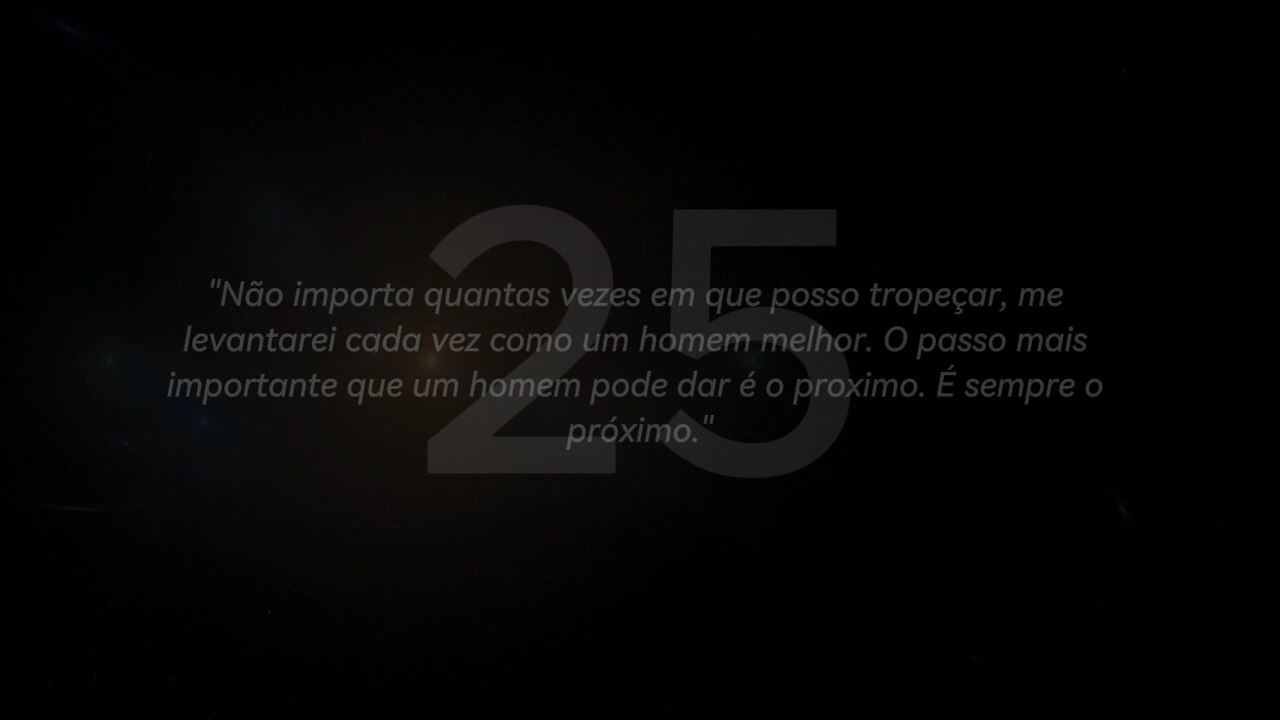 25
"Não importa quantas vezes em que posso tropeçar, me
levantarei cada vez como um homem melhor. O passo mais
importante que um homem pode dar é o proximo. É sempre o
próximo."